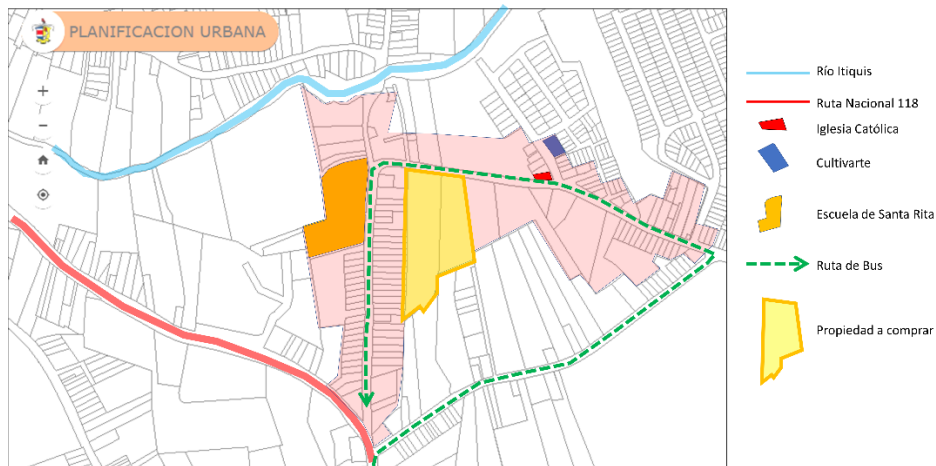 PLANIFICACION URBANA
Río Itiquis
Ruta Nacional 118
Iglesia Católica
Cultivarte
Escuela de Santa Rita
Ruta de Bus
Propiedad a comprar